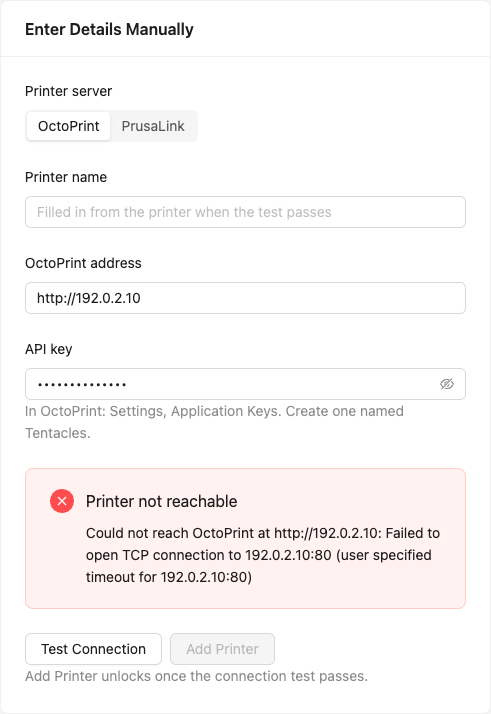 Enter Details Manually
Printer server
OctoPrint PrusaLink
Printer name
Filled in from the printer when the test passes
OctoPrint address
http://192.0.2.10
API key
••••••••••••••
In OctoPrint: Settings, Application Keys. Create one named
Tentacles.
Printer not reachable
Could not reach OctoPrint at http://192.0.2.10: Failed to
open TCP connection to 192.0.2.10:80 (user specified
timeout for 192.0.2.10:80)
Test Connection Add Printer
Add Printer unlocks once the connection test passes.